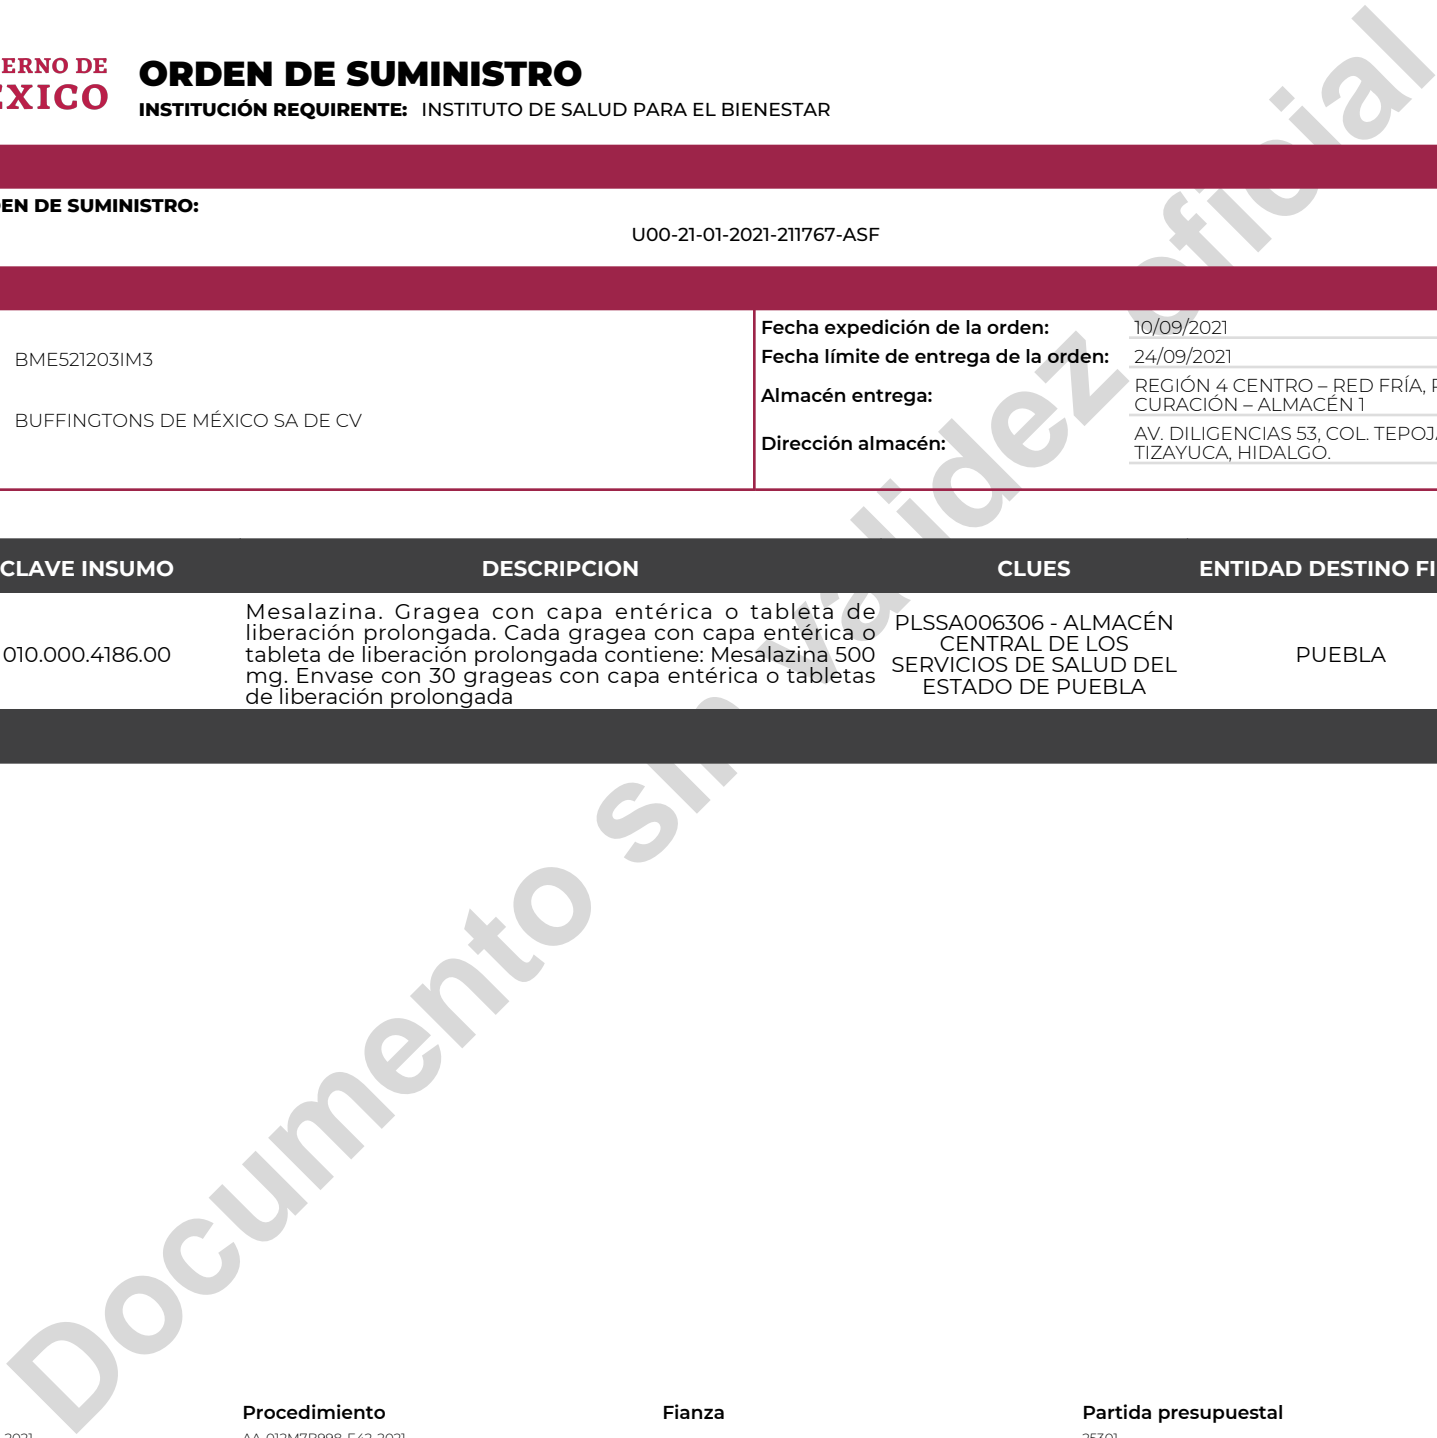 ERNO DE
ÉXICO
ORDEN DE SUMINISTRO
INSTITUCIÓN REQUIRENTE: INSTITUTO DE SALUD PARA EL BIENESTAR
EN DE SUMINISTRO:
U00-21-01-2021-211767-ASF
BME521203IM3
BUFFINGTONS DE MÉXICO SA DE CV
Fecha expedición de la orden: 10/09/2021
Fecha límite de entrega de la orden: 24/09/2021
Almacén entrega:
REGIÓN 4 CENTRO – RED FRÍA,
CURACIÓN – ALMACÉN 1
Dirección almacén:
AV. DILIGENCIAS 53, COL. TEPOJA
TIZAYUCA, HIDALGO.
CLAVE INSUMO DESCRIPCION CLUES ENTIDAD DESTINO FI
010.000.4186.00
Mesalazina. Gragea con capa entérica o tableta de
liberación prolongada. Cada gragea con capa entérica o
tableta de liberación prolongada contiene: Mesalazina 500
mg. Envase con 30 grageas con capa entérica o tabletas
de liberación prolongada
PLSSA006306 - ALMACÉN
CENTRAL DE LOS
SERVICIOS DE SALUD DEL
ESTADO DE PUEBLA
PUEBLA
Documento sin validez oficial
Procedimiento Fianza Partida presupuestal